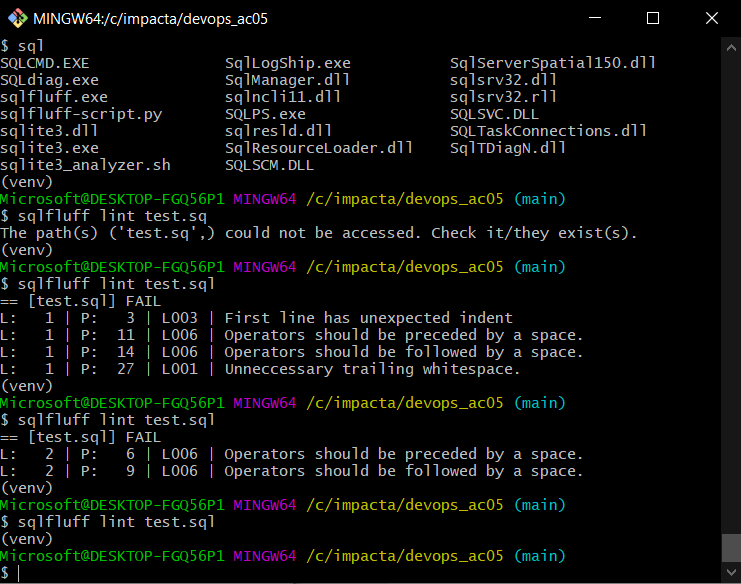 MINGW64:/c/impacta/devops_ac05
$ sql
SQLCMD.EXE SqlLogShip.exe SqlServerSpatial150.dll
SQLdiag.exe SqlManager.dll sqlsrv32.dll
sqlfluff.exe sqlncli11.dll sqlsrv32.rll
sqlfluff-script.py SQLPS.exe SQLSVC.DLL
sqlite3.dll sqlresld.dll SQLTaskConnections.dll
sqlite3.exe SqlResourceLoader.dll SqlTDiagN.dll
sqlite3_analyzer.sh SQLSCM.DLL
(venv)
Microsoft@DESKTOP-FGQ56P1 MINGW64 /c/impacta/devops_ac05 (main)
$ sqlfluff lint test.sq
The path(s) ('test.sq',) could not be accessed. Check it/they exist(s).
(venv)
Microsoft@DESKTOP-FGQ56P1 MINGW64 /c/impacta/devops_ac05 (main)
$ sqlfluff lint test.sql
== [test.sql] FAIL
L:   1 | P:   3 | L003 | First line has unexpected indent
L:   1 | P:  11 | L006 | Operators should be preceded by a space.
L:   1 | P:  14 | L006 | Operators should be followed by a space.
L:   1 | P:  27 | L001 | Unneccessary trailing whitespace.
(venv)
Microsoft@DESKTOP-FGQ56P1 MINGW64 /c/impacta/devops_ac05 (main)
$ sqlfluff lint test.sql
== [test.sql] FAIL
L:   2 | P:   6 | L006 | Operators should be preceded by a space.
L:   2 | P:   9 | L006 | Operators should be followed by a space.
(venv)
Microsoft@DESKTOP-FGQ56P1 MINGW64 /c/impacta/devops_ac05 (main)
$ sqlfluff lint test.sql
(venv)
Microsoft@DESKTOP-FGQ56P1 MINGW64 /c/impacta/devops_ac05 (main)
$